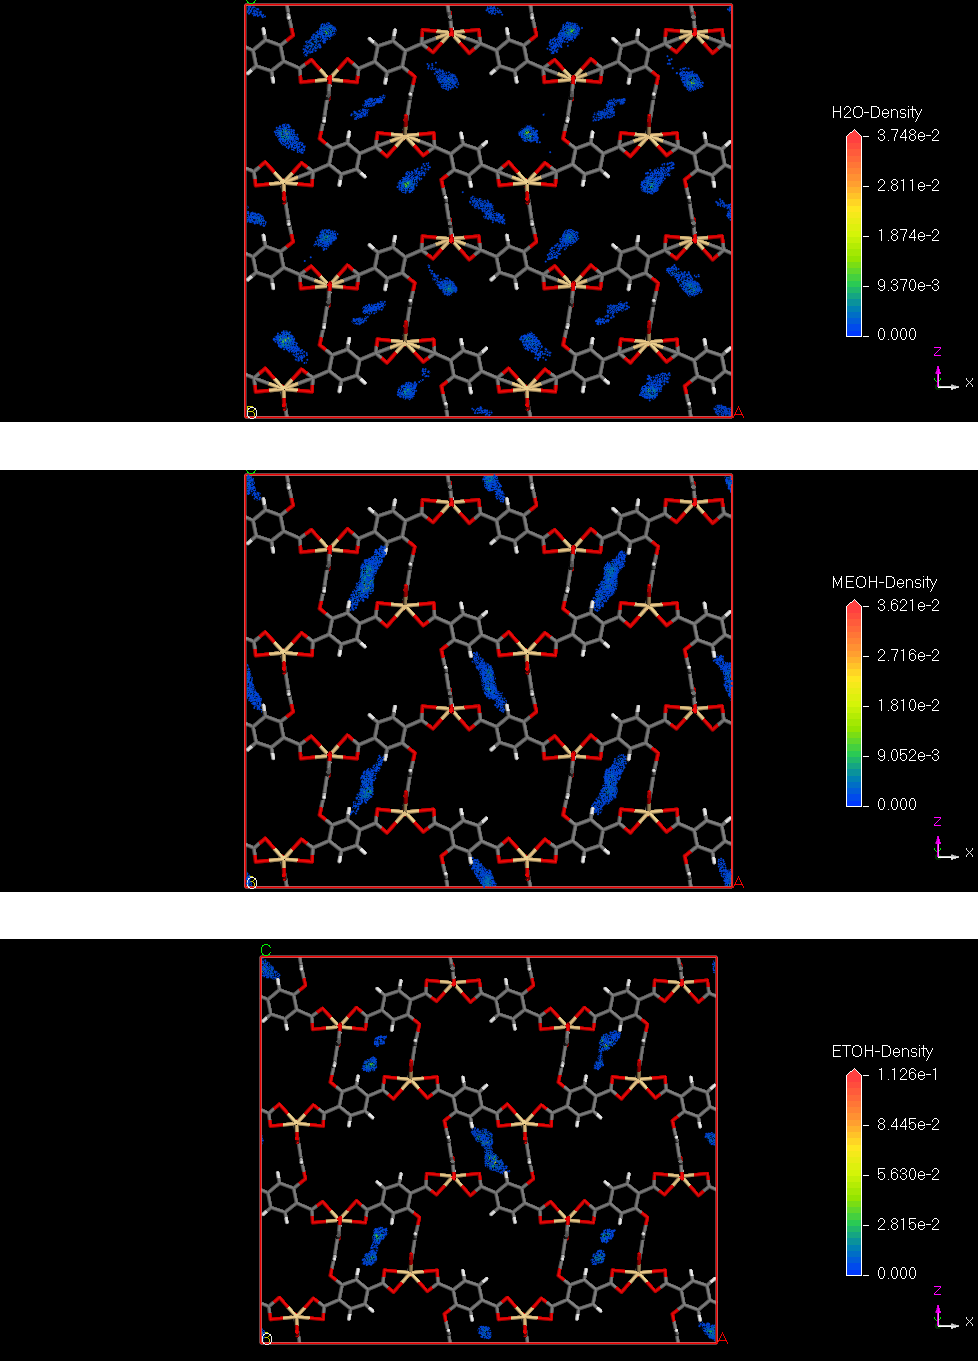 H2O-Density
3.748e-2
2.811e-2
1.874e-2
9.370e-3
0.000
Z
X
A
MEOH-Density
3.621e-2
2.716e-2
1.810e-2
9.052e-3
0.000
Z
X
A
C
ETOH-Density
1.126e-1
8.445e-2
5.630e-2
2.815e-2
0.000
Z
X
A